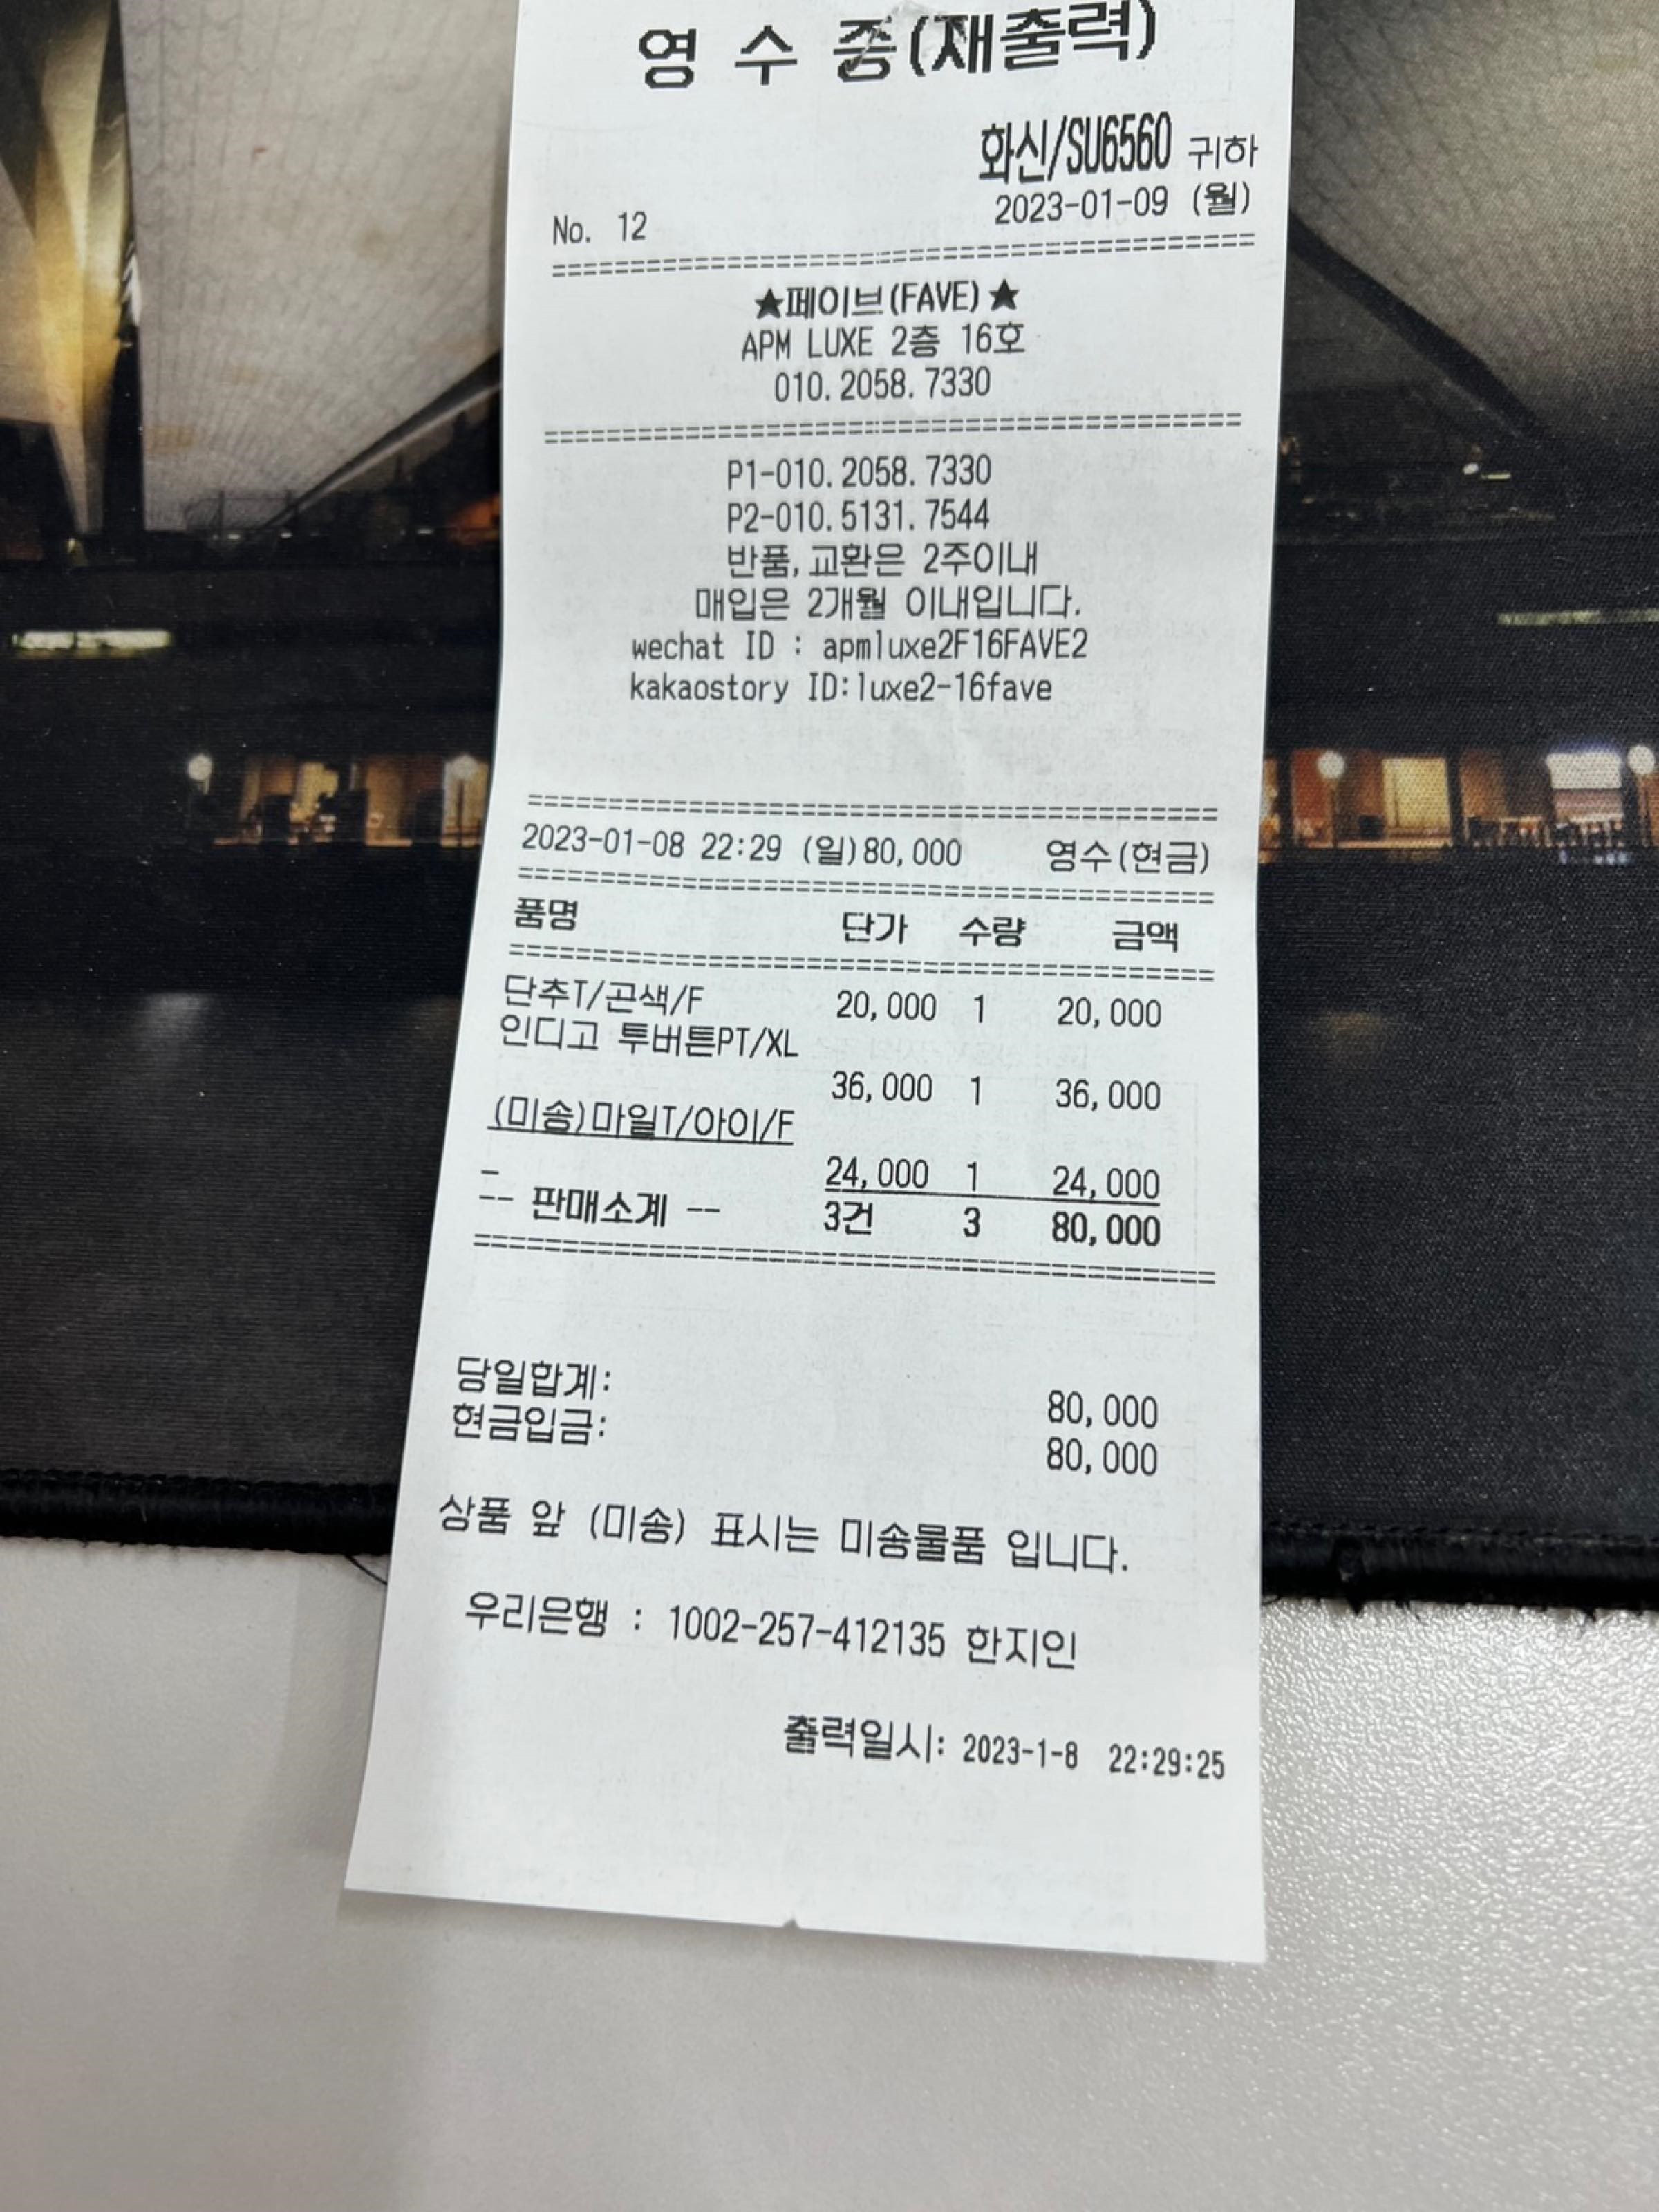 영 수 증(재출력)
화신/SU6560 귀하
No. 12 2023-01-09 (월)
========================================
★페이브(FAVE)★
APM LUXE 2층 16호
010.2058.7330
========================================
P1-010.2058.7330
P2-010.5131.7544
반품,교환은 2주이내
매입은 2개월 이내입니다.
wechat ID : apmluxe2F16FAVE2
kakaostory ID:luxe2-16fave
========================================
2023-01-08 22:29 (일)80,000 영수(현금)
========================================
품명 단가 수량 금액
========================================
단추T/곤색/F 20,000 1 20,000
인디고 투버튼PT/XL
36,000 1 36,000
(미송)마일T/아이/F
- 24,000 1 24,000
-- 판매소계 -- 3건 3 80,000
========================================
당일합계: 80,000
현금입금: 80,000
상품 앞 (미송) 표시는 미송물품 입니다.
우리은행 : 1002-257-412135 한지인
출력일시: 2023-1-8 22:29:25